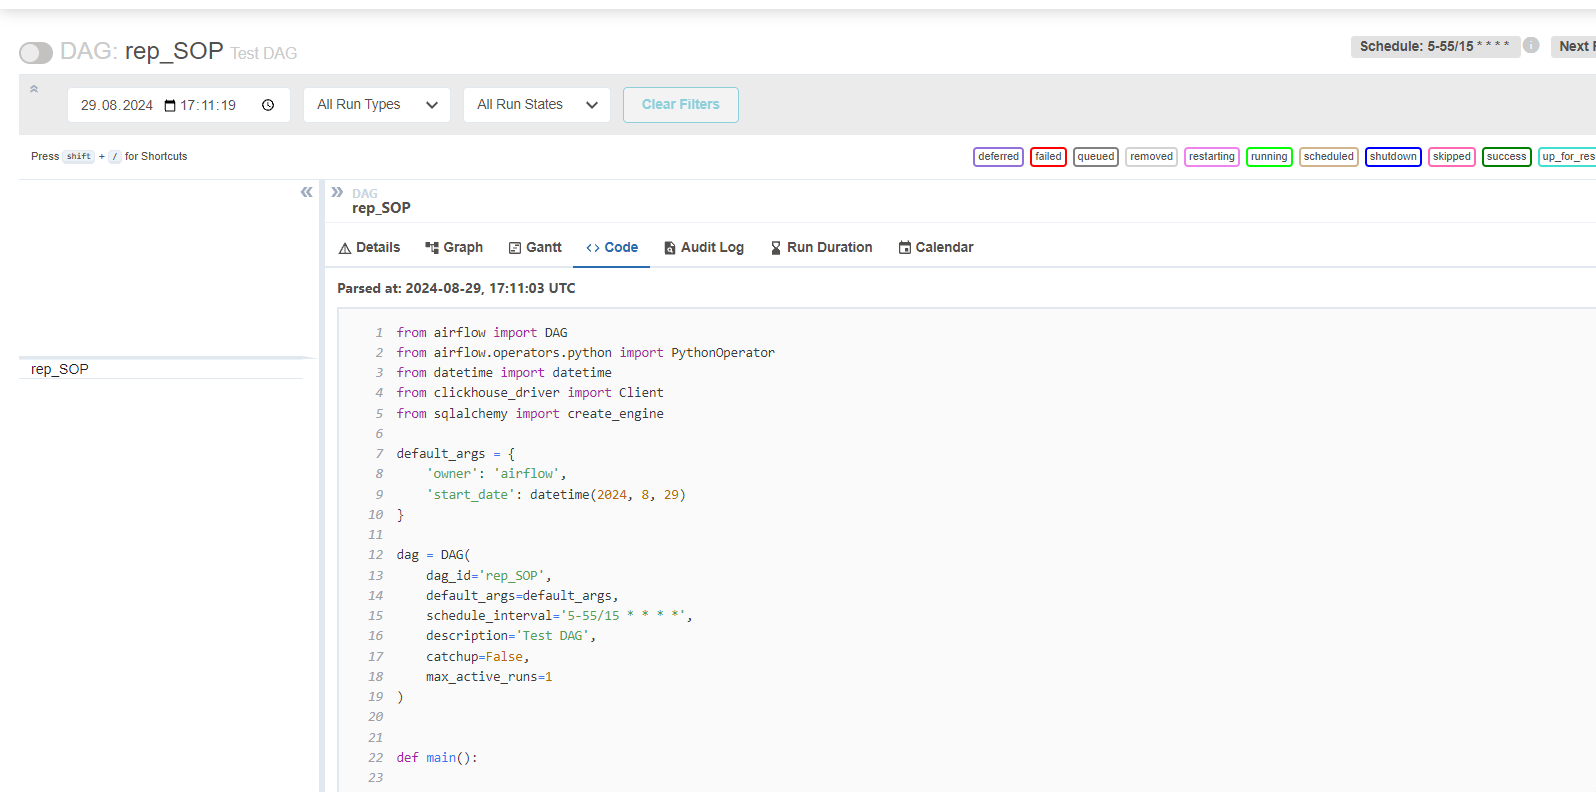 DAG: rep_SOP Test DAG
Schedule: 5-55/15 * * * *
Next
29.08.2024 17:11:19
All Run Types
All Run States
Clear Filters
Press shift + / for Shortcuts
deferred
failed
queued
removed
restarting
running
scheduled
shutdown
skipped
success
up_for_res
DAG
rep_SOP
Details
Graph
Gantt
Code
Audit Log
Run Duration
Calendar
Parsed at: 2024-08-29, 17:11:03 UTC
rep_SOP
1 from airflow import DAG
2 from airflow.operators.python import PythonOperator
3 from datetime import datetime
4 from clickhouse_driver import Client
5 from sqlalchemy import create_engine
6
7 default_args = {
8     'owner': 'airflow',
9     'start_date': datetime(2024, 8, 29)
10 }
11
12 dag = DAG(
13     dag_id='rep_SOP',
14     default_args=default_args,
15     schedule_interval='5-55/15 * * * *',
16     description='Test DAG',
17     catchup=False,
18     max_active_runs=1
19 )
20
21
22 def main():
23